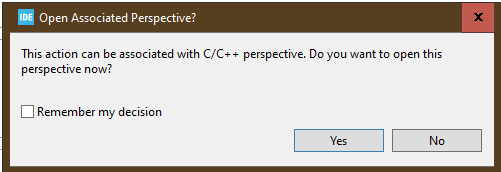 IDE Open Associated Perspective? x
This action can be associated with C/C++ perspective. Do you want to open this
perspective now?
Remember my decision
Yes No